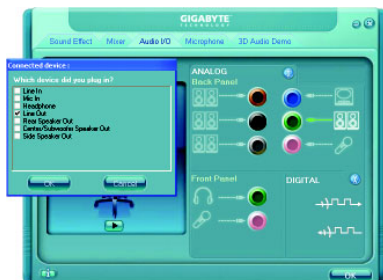 GIGABYTE
TECHNOLOGY
Sound Effect Mixer Audio I/O Microphone 3D Audio Demo
Connected device :
Which device did you plug in?
Line In
Mic In
Headphone
Line Out
Rear Speaker Out
Center/Subwoofer Speaker Out
Side Speaker Out
OK Cancel
ANALOG
Back Panel
Front Panel
DIGITAL
OK